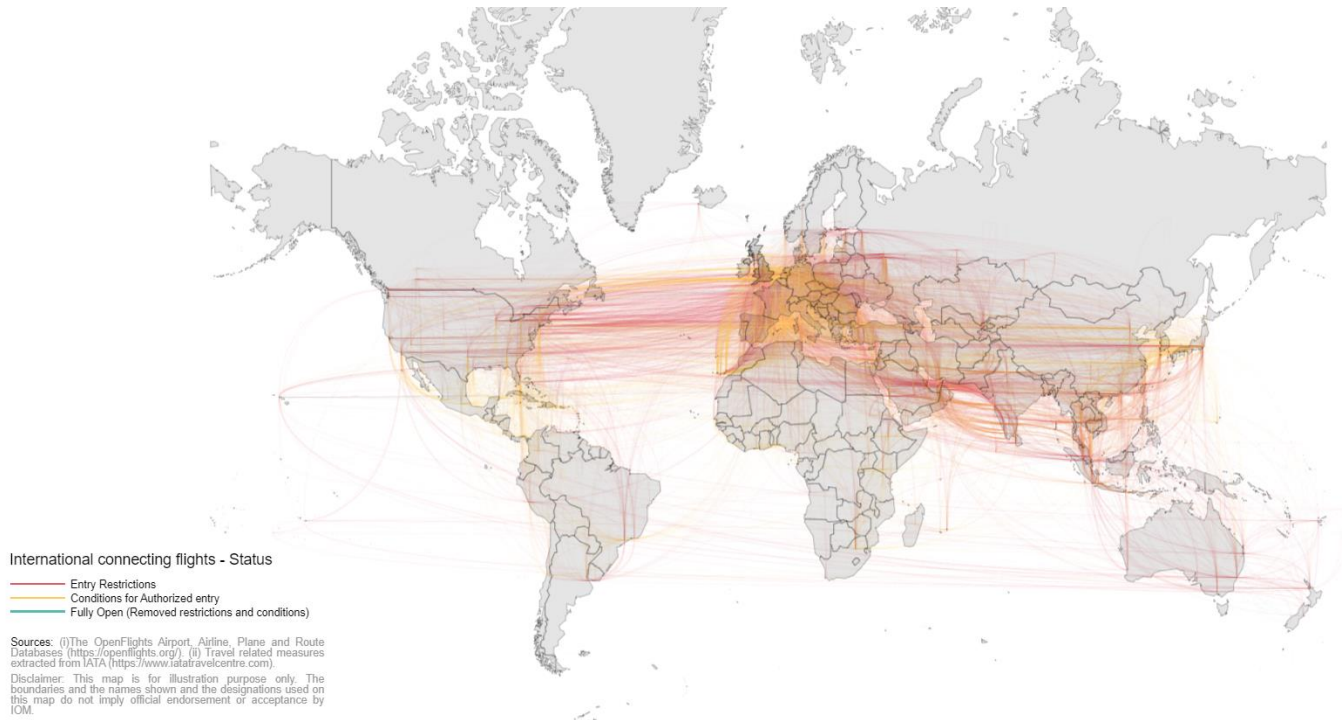 International connecting flights - Status
Entry Restrictions
Conditions for Authorized entry
Fully Open (Removed restrictions and conditions)
Sources: (i)The OpenFlights Airport, Airline, Plane and Route
Databases (https://openflights.org/). (ii) Travel related measures
extracted from IATA (https://www.iatatravelcentre.com).
Disclaimer: This map is for illustration purpose only. The
boundaries and the names shown and the designations used on
this map do not imply official endorsement or acceptance by
IOM.